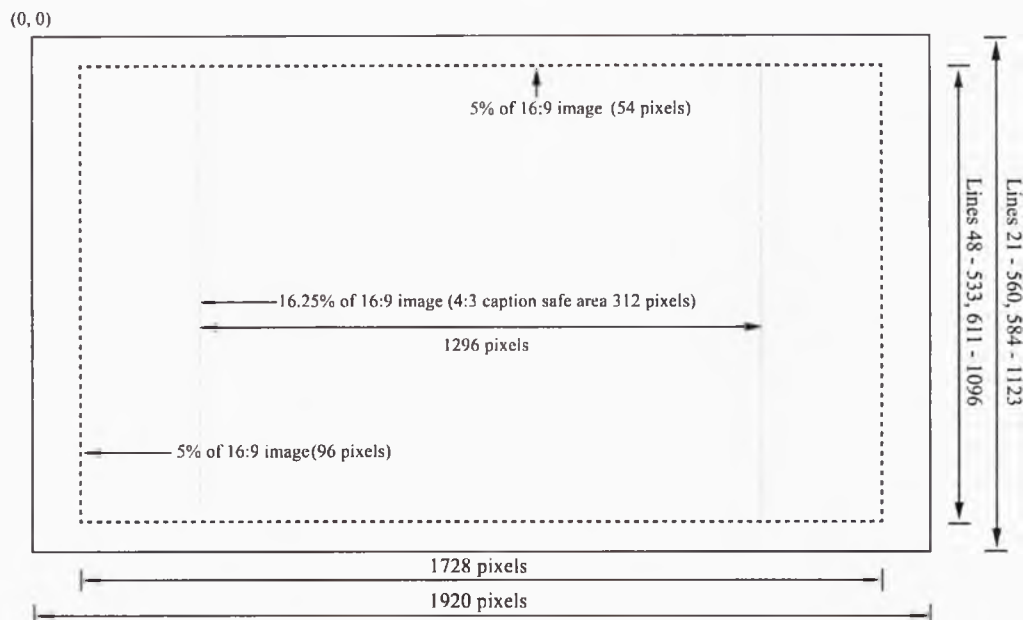 (0, 0)
5% of 16:9 image (54 pixels)
16.25% of 16:9 image (4:3 caption safe area 312 pixels)
1296 pixels
5% of 16:9 image(96 pixels)
Lines 48 - 533, 611 - 1096
Lines 21 - 560, 584 - 1123
1728 pixels
1920 pixels